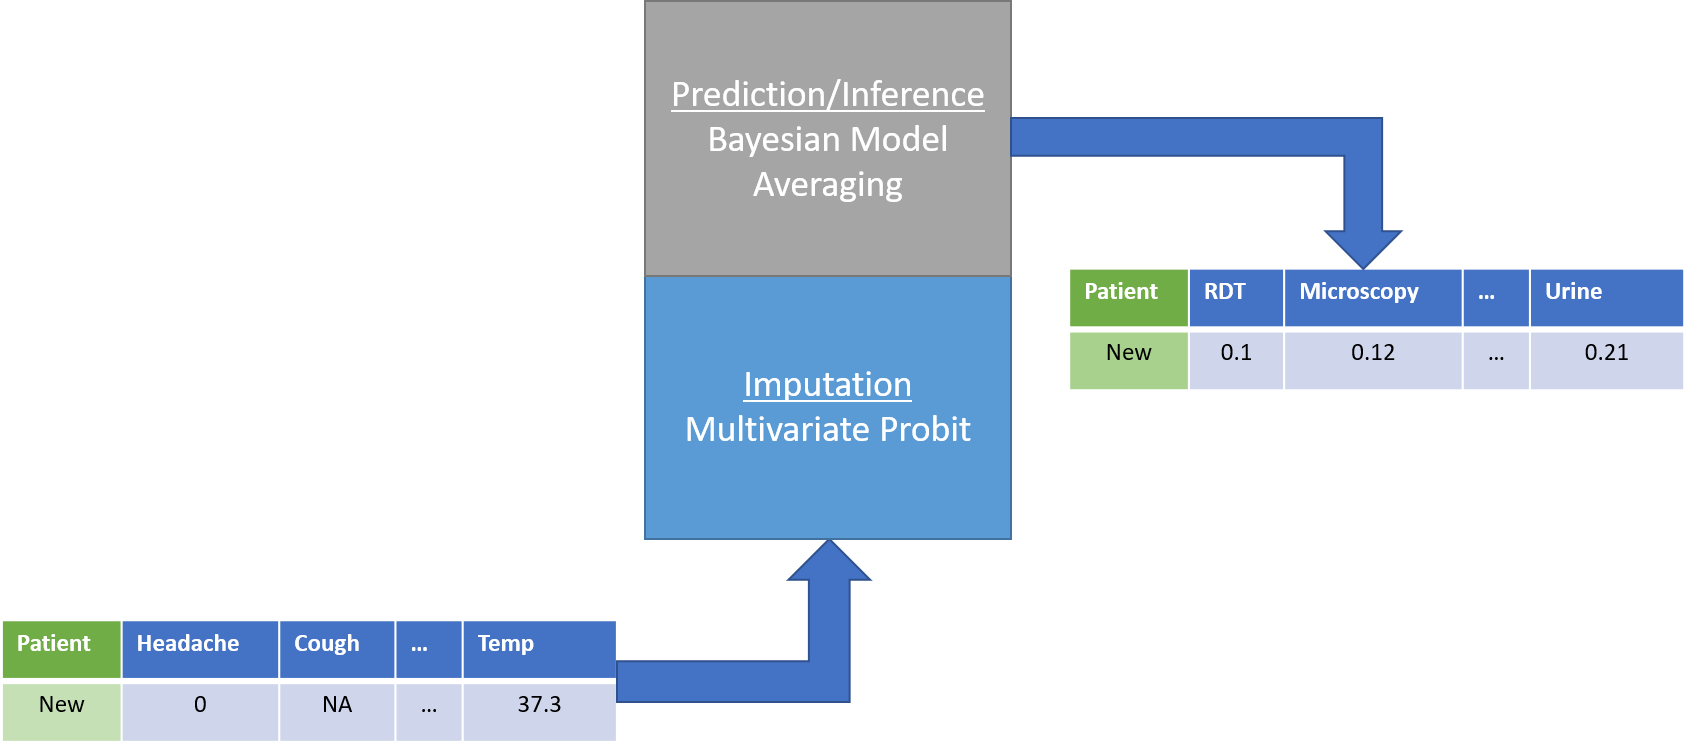 Prediction/Inference
Bayesian Model
Averaging
Imputation
Multivariate Probit
Patient RDT Microscopy ... Urine
New 0.1 0.12 ... 0.21
Patient Headache Cough ... Temp
New 0 NA ... 37.3